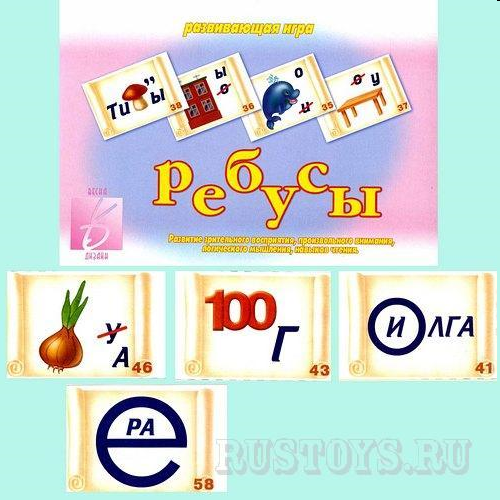 развивающая игра
Ти " ы 38
ы о 36
о и 35
о у 37
ребусы
ВЕСНА
ДИЗАЙН
Развитие зрительного восприятия, произвольного внимания,
логического мышления, навыков чтения.
У
А 46
100 Г 43
О И ЛГА 41
е РА 58
RUSTOYS.RU